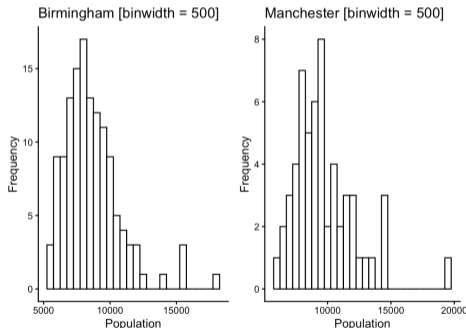 Birmingham [binwidth = 500]
Frequency
15
10
5
0
5000 10000 15000
Population
Manchester [binwidth = 500]
Frequency
8
6
4
2
0
10000 15000 20000
Population